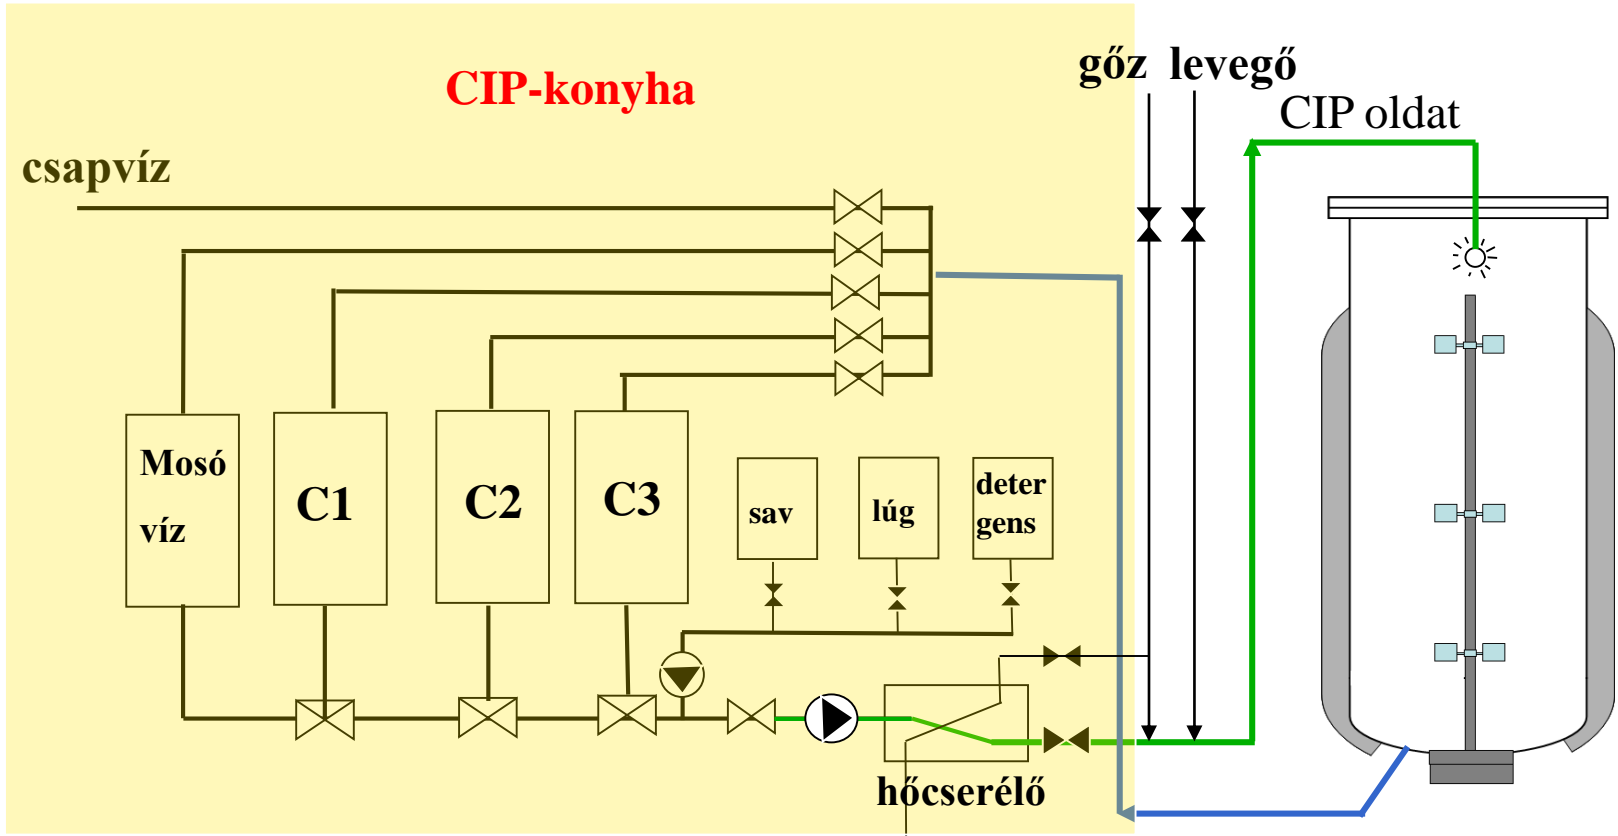 gőz levegő
CIP-konyha
CIP oldat
csapvíz
Mosó
víz
C1
C2
C3
sav
lúg
deter
gens
hőcserélő